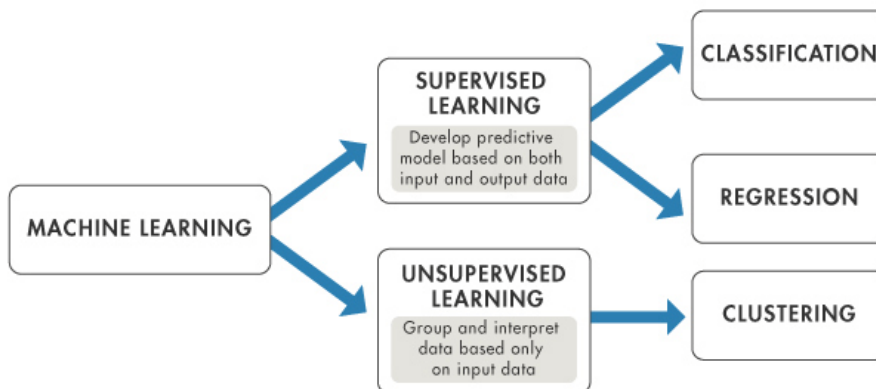 MACHINE LEARNING
SUPERVISED
LEARNING
Develop predictive
model based on both
input and output data
UNSUPERVISED
LEARNING
Group and interpret
data based only
on input data
CLASSIFICATION
REGRESSION
CLUSTERING